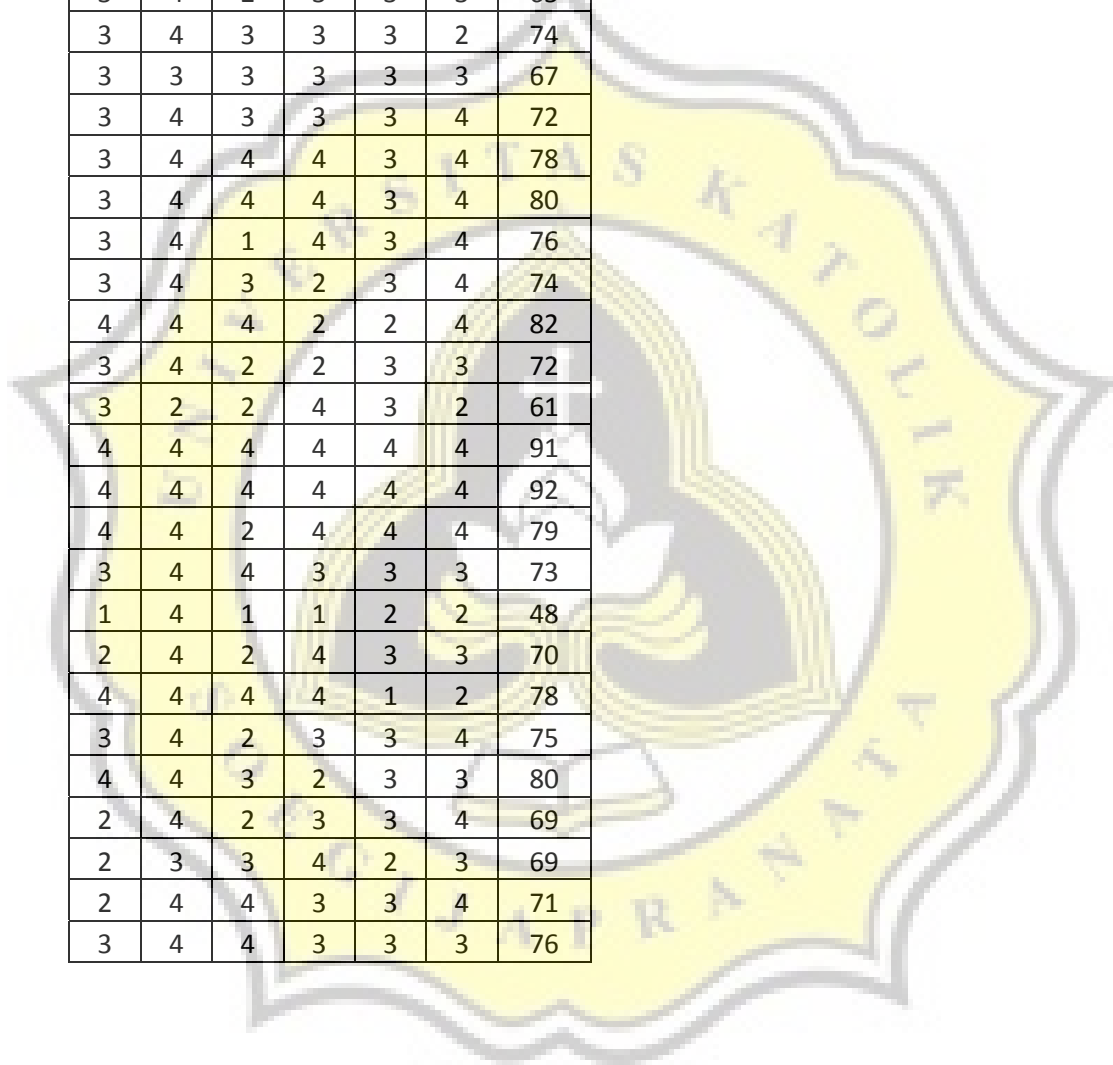 3 4 3 3 3 2 74
3 3 3 3 3 3 67
3 4 3 3 3 4 72
3 4 4 4 3 4 78
3 4 4 4 3 4 80
3 4 1 4 3 4 76
3 4 3 2 3 4 74
4 4 4 2 2 4 82
3 4 2 2 3 3 72
3 2 2 4 3 2 61
4 4 4 4 4 4 91
4 4 4 4 4 4 92
4 4 2 4 4 4 79
3 4 4 3 3 3 73
1 4 1 1 2 2 48
2 4 2 4 3 3 70
4 4 4 4 1 2 78
3 4 2 3 3 4 75
4 4 3 2 3 3 80
2 4 2 3 3 4 69
2 3 3 4 2 3 69
2 4 4 3 3 4 71
3 4 4 3 3 3 76
UNIVERSITAS KATOLIK
SOEGIJAPRANATA